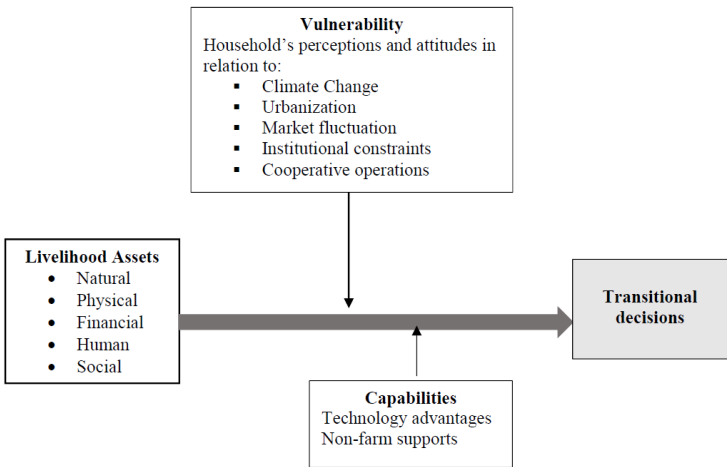 Vulnerability
Household's perceptions and attitudes in
relation to:
▪ Climate Change
▪ Urbanization
▪ Market fluctuation
▪ Institutional constraints
▪ Cooperative operations
Livelihood Assets
• Natural
• Physical
• Financial
• Human
• Social
Transitional
decisions
Capabilities
Technology advantages
Non-farm supports